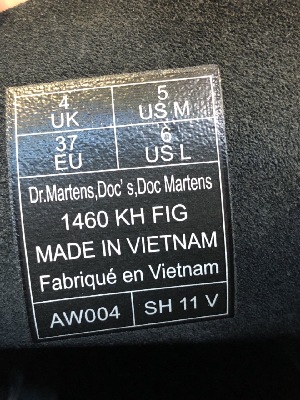 4 5
UK US M
37 6
EU US L
Dr.Martens,Doc's,Doc Martens
1460 KH FIG
MADE IN VIETNAM
Fabriqué en Vietnam
AW004 SH 11 V